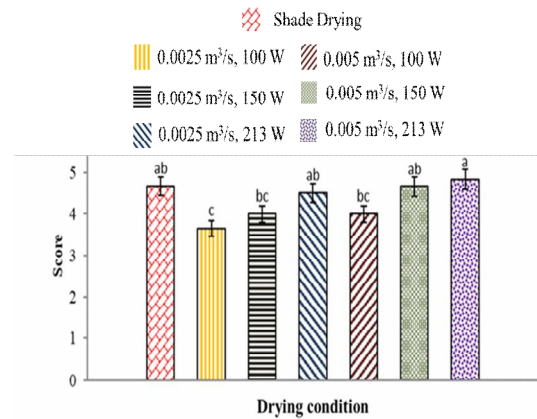 Shade Drying
0.0025 m³/s, 100 W 0.005 m³/s, 100 W
0.0025 m³/s, 150 W 0.005 m³/s, 150 W
0.0025 m³/s, 213 W 0.005 m³/s, 213 W
5
4
3
2
1
0
Score
ab c bc ab bc ab a
Drying condition